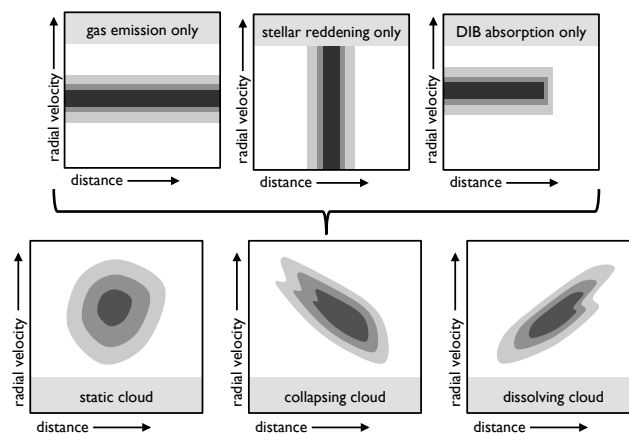 gas emission only
stellar reddening only
DIB absorption only
radial velocity
radial velocity
radial velocity
distance
distance
distance
radial velocity
radial velocity
radial velocity
static cloud
collapsing cloud
dissolving cloud
distance
distance
distance